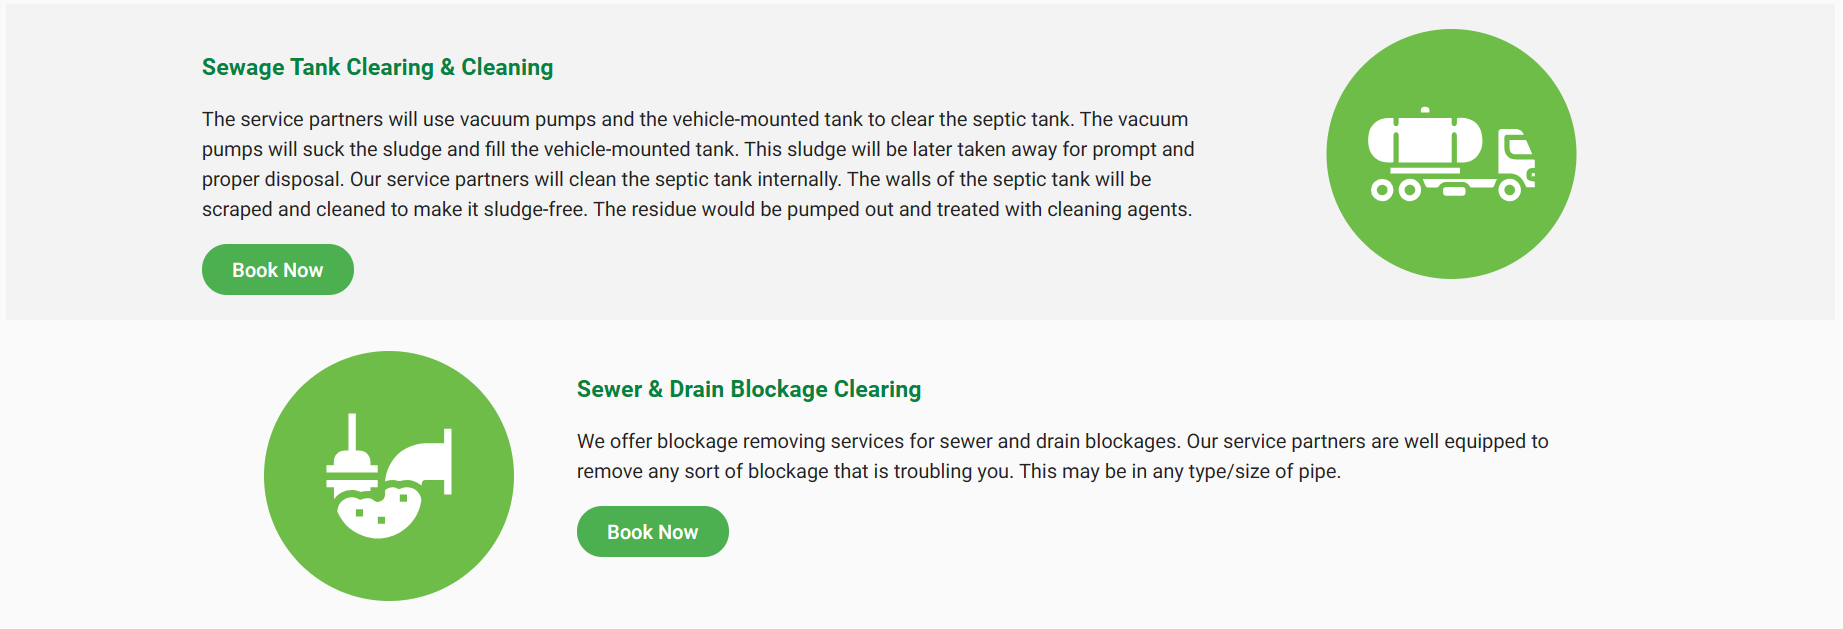 Sewage Tank Clearing & Cleaning
The service partners will use vacuum pumps and the vehicle-mounted tank to clear the septic tank. The vacuum
pumps will suck the sludge and fill the vehicle-mounted tank. This sludge will be later taken away for prompt and
proper disposal. Our service partners will clean the septic tank internally. The walls of the septic tank will be
scraped and cleaned to make it sludge-free. The residue would be pumped out and treated with cleaning agents.
Book Now
Sewer & Drain Blockage Clearing
We offer blockage removing services for sewer and drain blockages. Our service partners are well equipped to
remove any sort of blockage that is troubling you. This may be in any type/size of pipe.
Book Now